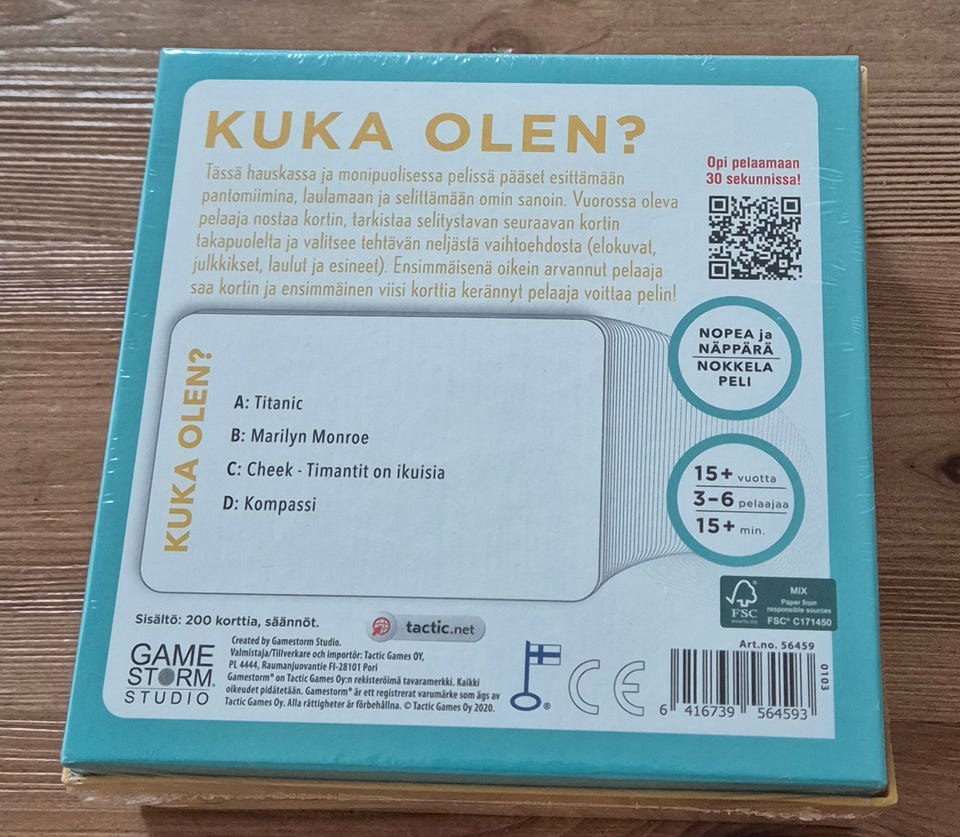 KUKA OLEN?
Tässä hauskassa ja monipuolisessa pelissä pääset esittämään
pantomiimina, laulamaan ja selittämään omin sanoin. Vuorossa oleva
pelaaja nostaa kortin, tarkistaa selitystavan seuraavan kortin
takapuolelta ja valitsee tehtävän neljästä vaihtoehdosta (elokuvat,
julkkikset, laulut ja esineet). Ensimmäisenä oikein arvannut pelaaja
saa kortin ja ensimmäinen viisi korttia kerännyt pelaaja voittaa pelin!
Opi pelaamaan
30 sekunnissa!
NOPEA ja
NÄPPÄRÄ
NOKKELA
PELI
KUKA OLEN?
A: Titanic
B: Marilyn Monroe
C: Cheek - Timantit on ikuisia
D: Kompassi
15+ vuotta
3-6 pelaajaa
15+ min.
FSC
www.fsc.org
MIX
Paper from
responsible sources
FSC® C171450
Sisältö: 200 korttia, säännöt.
tactic.net
GAME
STORM®
STUDIO
Created by Gamestorm Studio.
Valmistaja/Tillverkare och importör: Tactic Games OY,
PL 4444, Raumanjuovantie FI-28101 Pori
Gamestorm® on Tactic Games Oy:n rekisteröimä tavaramerkki. Kaikki
oikeudet pidätetään. Gamestorm® är ett registrerat varumärke som ägs av
Tactic Games Oy. Alla rättigheter är förbehållna. © Tactic Games Oy 2020.
®
CE
Art.no. 56459
6 416739 564593
0103